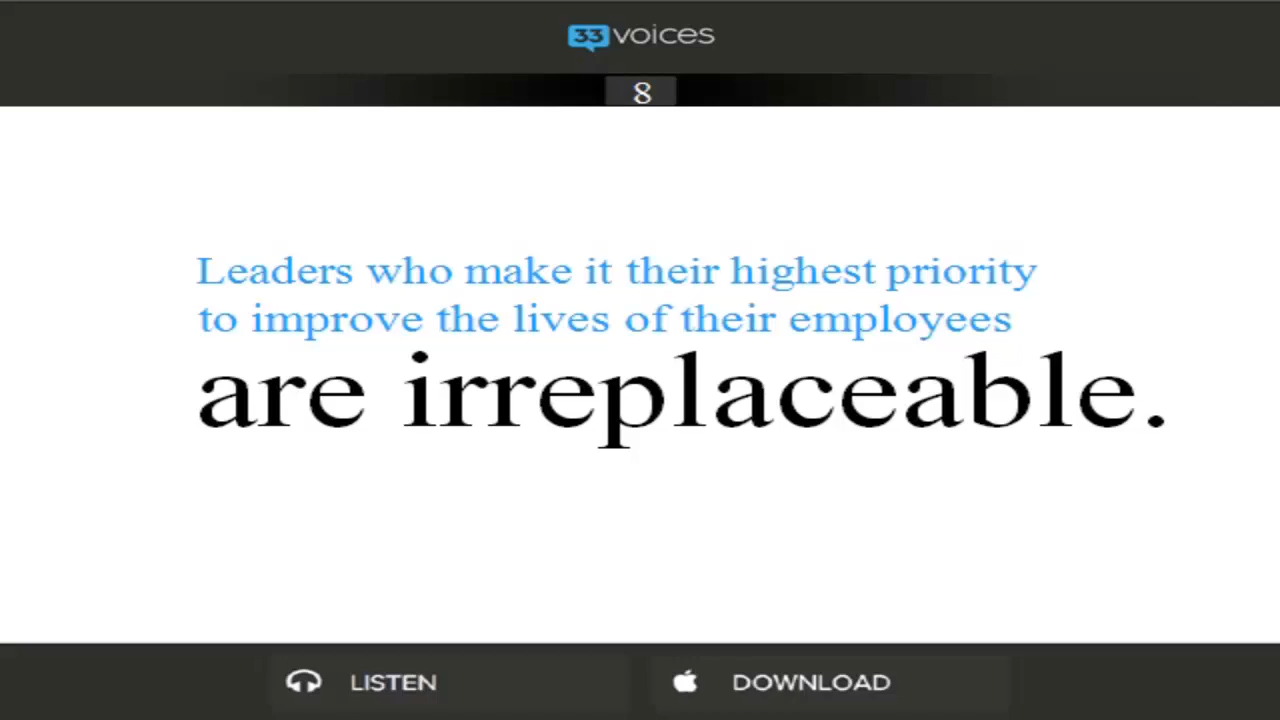 33voices
8
Leaders who make it their highest priority
to improve the lives of their employees
are irreplaceable.
LISTEN
DOWNLOAD